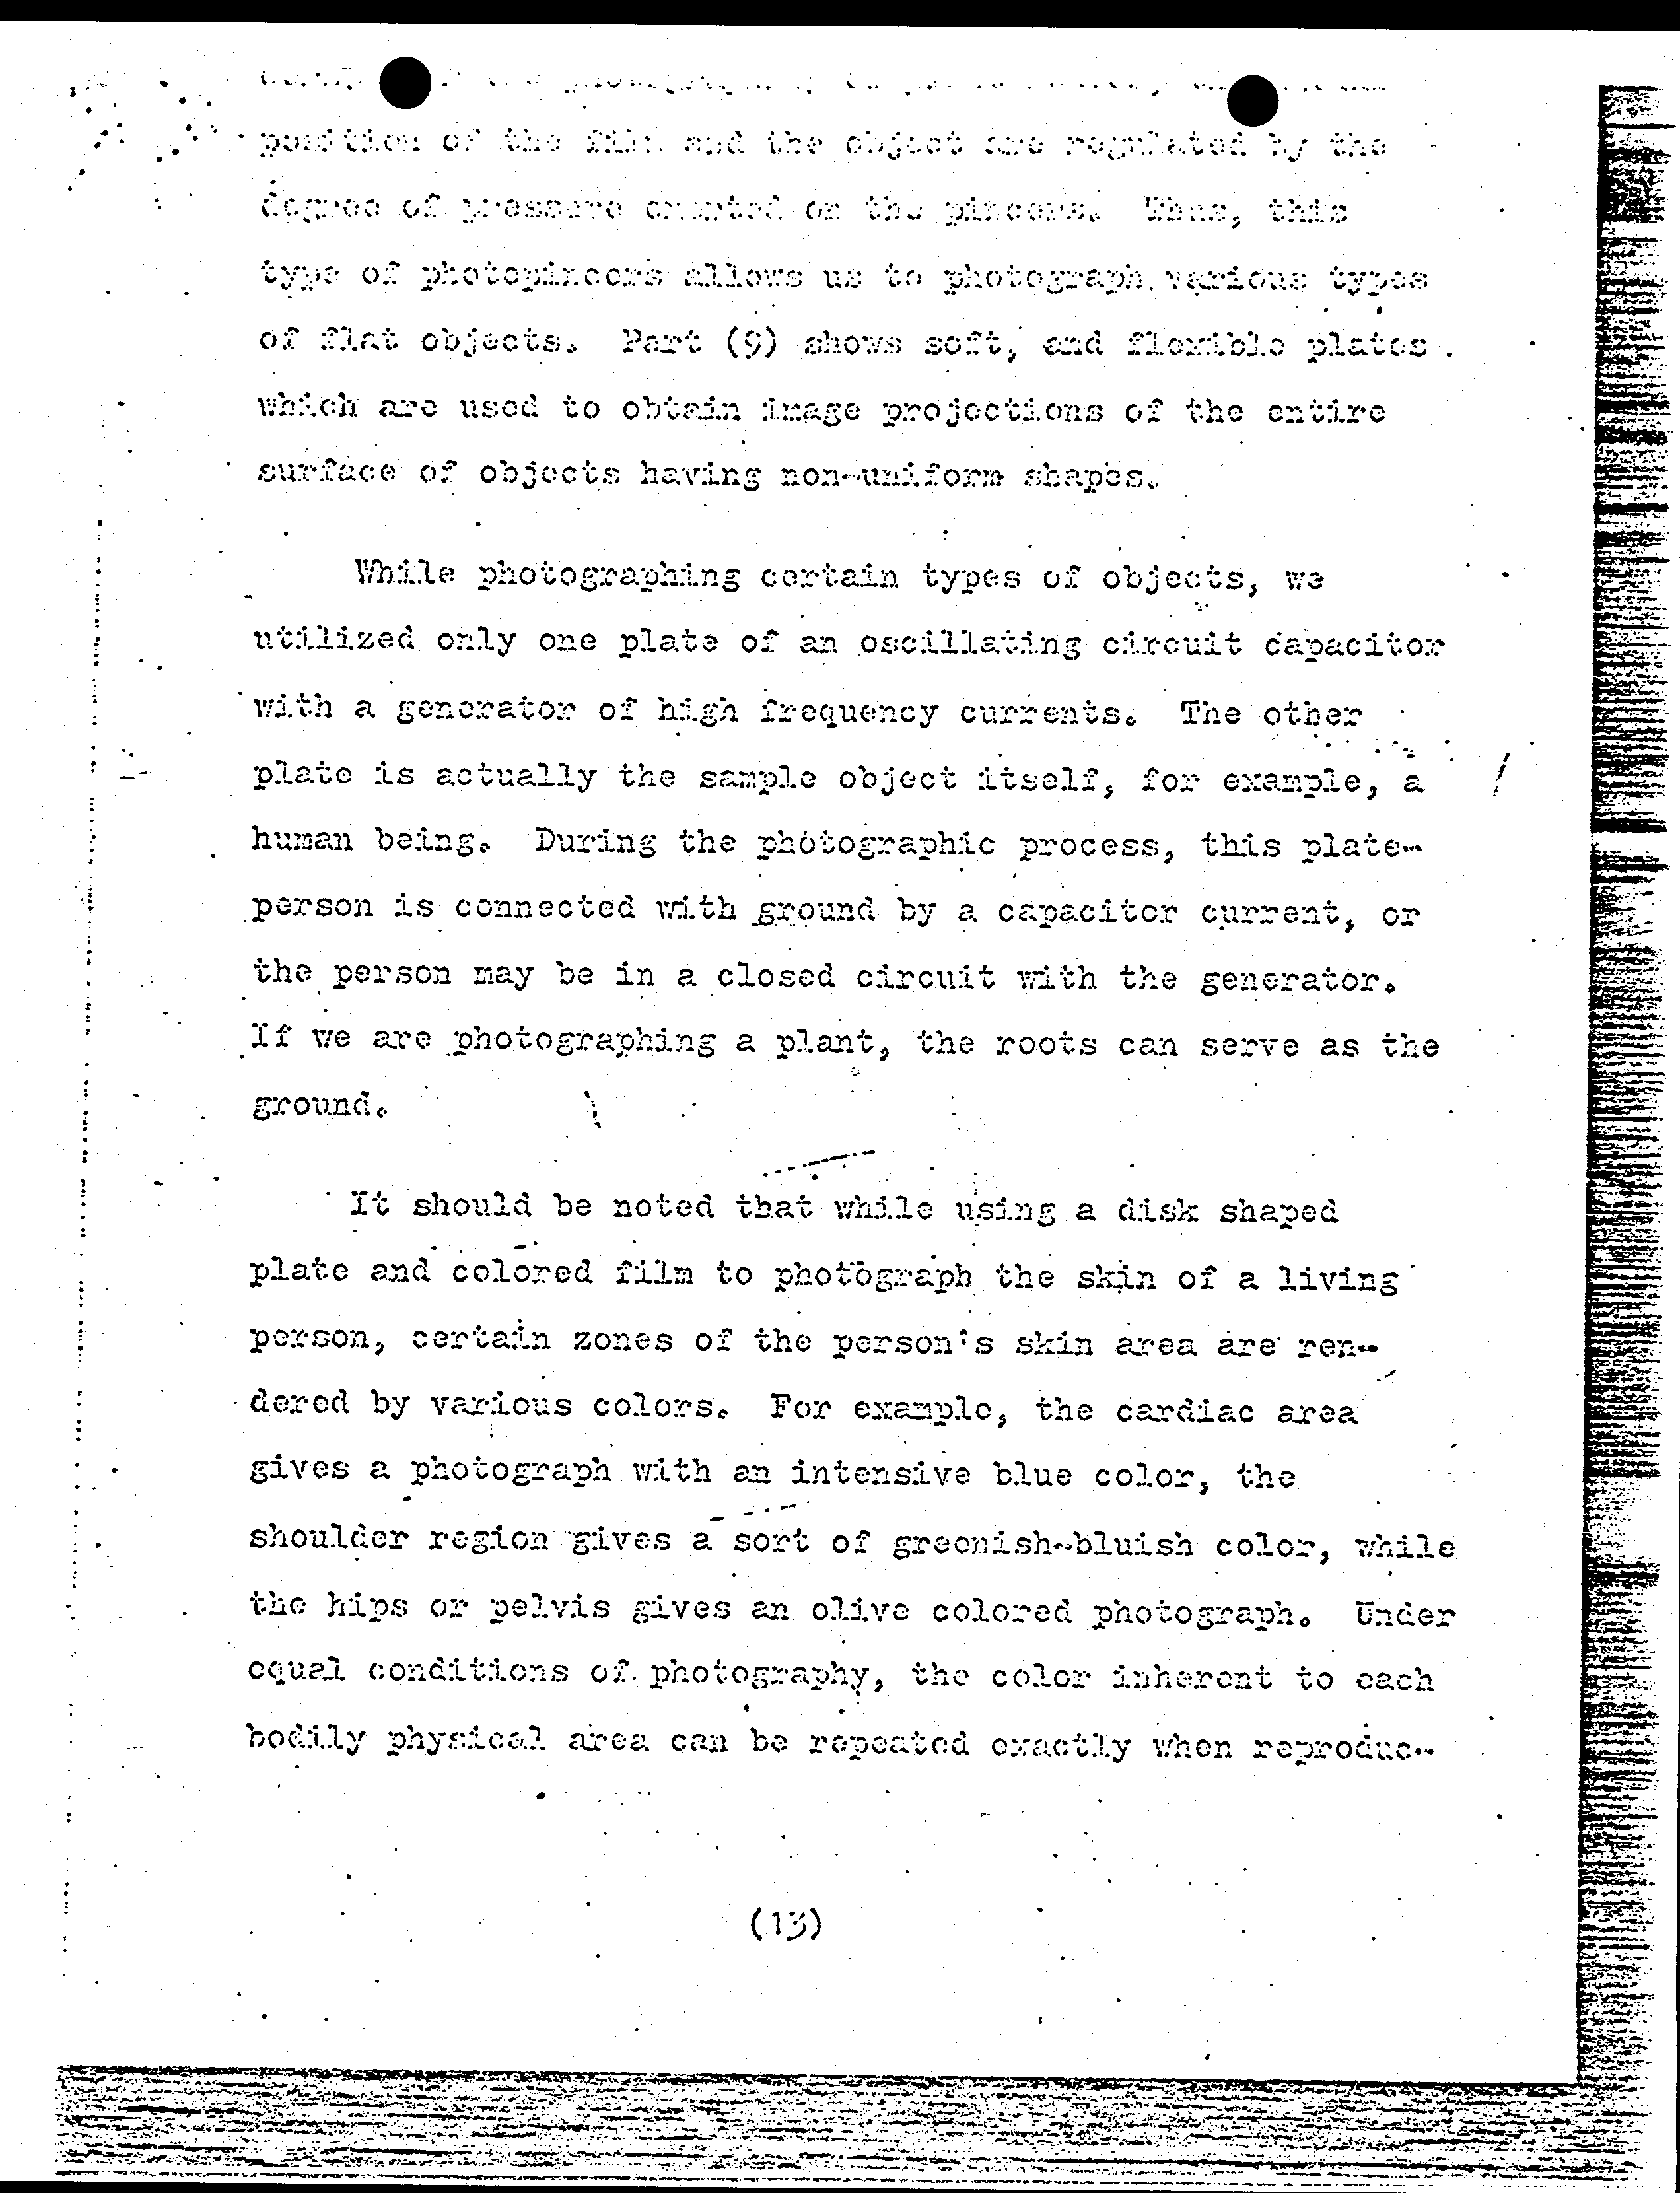 position of the film and the object are regulated by the
degree of pressure exerted on the pincers. Thus, this
type of photopincers allows us to photograph various types
of flat objects. Part (9) shows soft, and flexible plates
which are used to obtain image projections of the entire
surface of objects having non-uniform shapes.
While photographing certain types of objects, we
utilized only one plate of an oscillating circuit capacitor
with a generator of high frequency currents. The other
plate is actually the sample object itself, for example, a
human being. During the photographic process, this plate-
person is connected with ground by a capacitor current, or
the person may be in a closed circuit with the generator.
If we are photographing a plant, the roots can serve as the
ground.
It should be noted that while using a disk shaped
plate and colored film to photograph the skin of a living
person, certain zones of the person's skin area are ren-
dered by various colors. For example, the cardiac area
gives a photograph with an intensive blue color, the
shoulder region gives a sort of greenish-bluish color, while
the hips or pelvis gives an olive colored photograph. Under
equal conditions of photography, the color inherent to each
bodily physical area can be repeated exactly when reproduc-
(13)